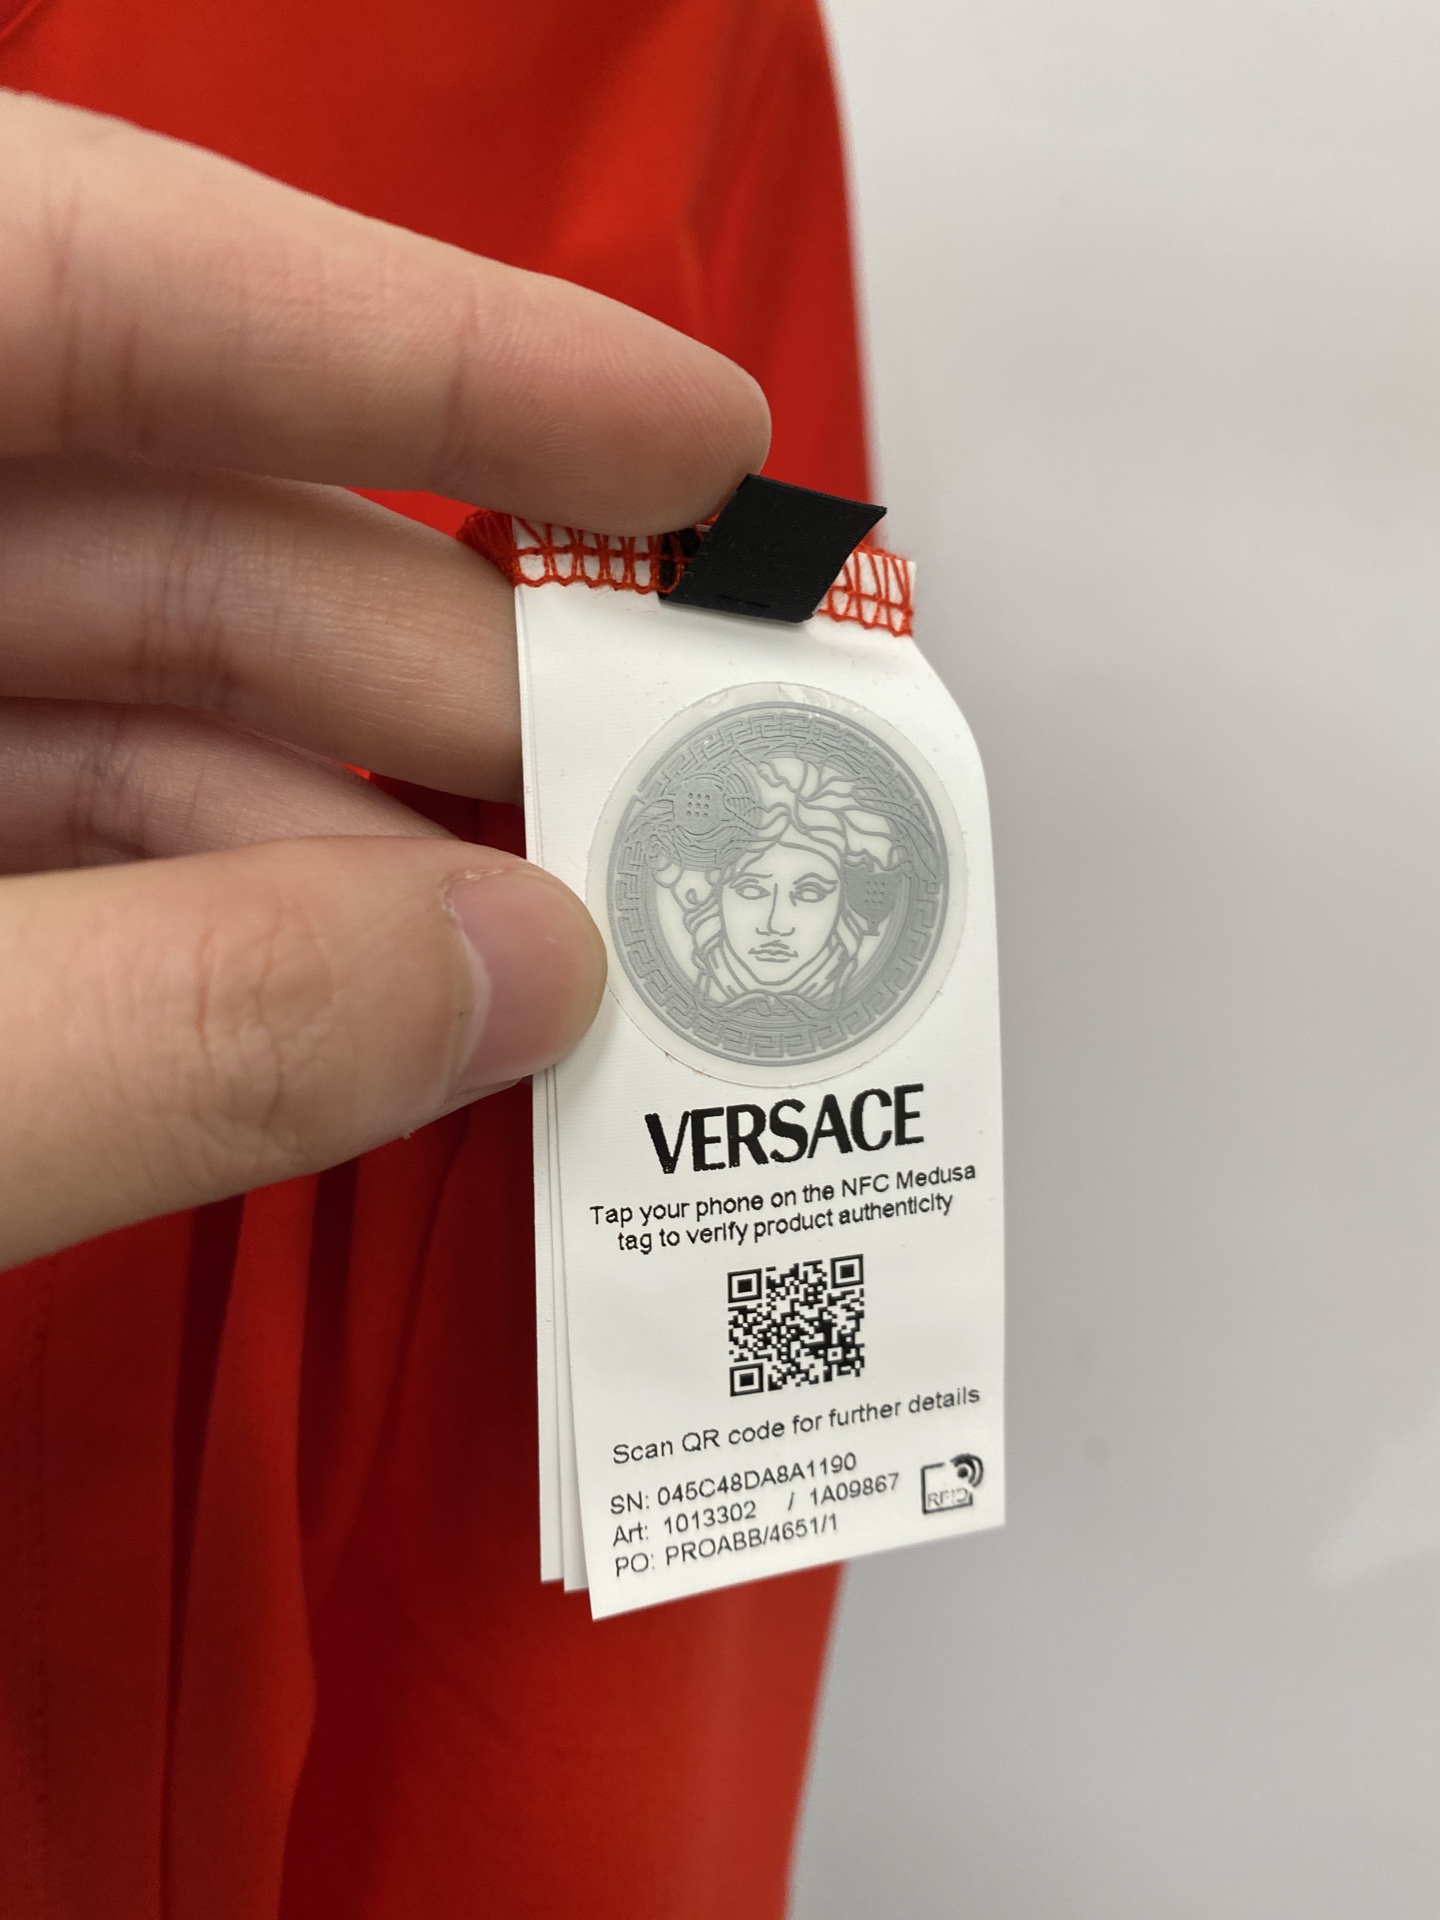 VERSACE
Tap your phone on the NFC Medusa
tag to verify product authenticity
Scan QR code for further details
SN: 045C48DA8A1190
Art: 1013302 / 1A09867
PO: PROABB/4651/1
RFID